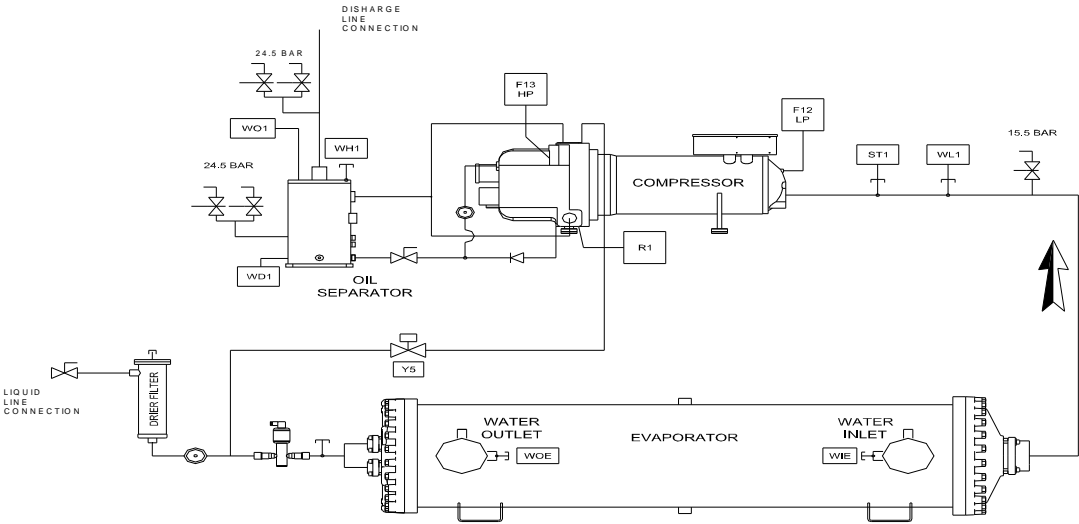 DISHARGE
LINE
CONNECTION
24.5 BAR
F13
HP
F12
LP
WO1
WH1
24.5 BAR
15.5 BAR
ST1
WL1
COMPRESSOR
R1
WD1
OIL
SEPARATOR
Y5
LIQUID
LINE
CONNECTION
DRIER FILTER
WATER
OUTLET
EVAPORATOR
WATER
INLET
WOE
WIE